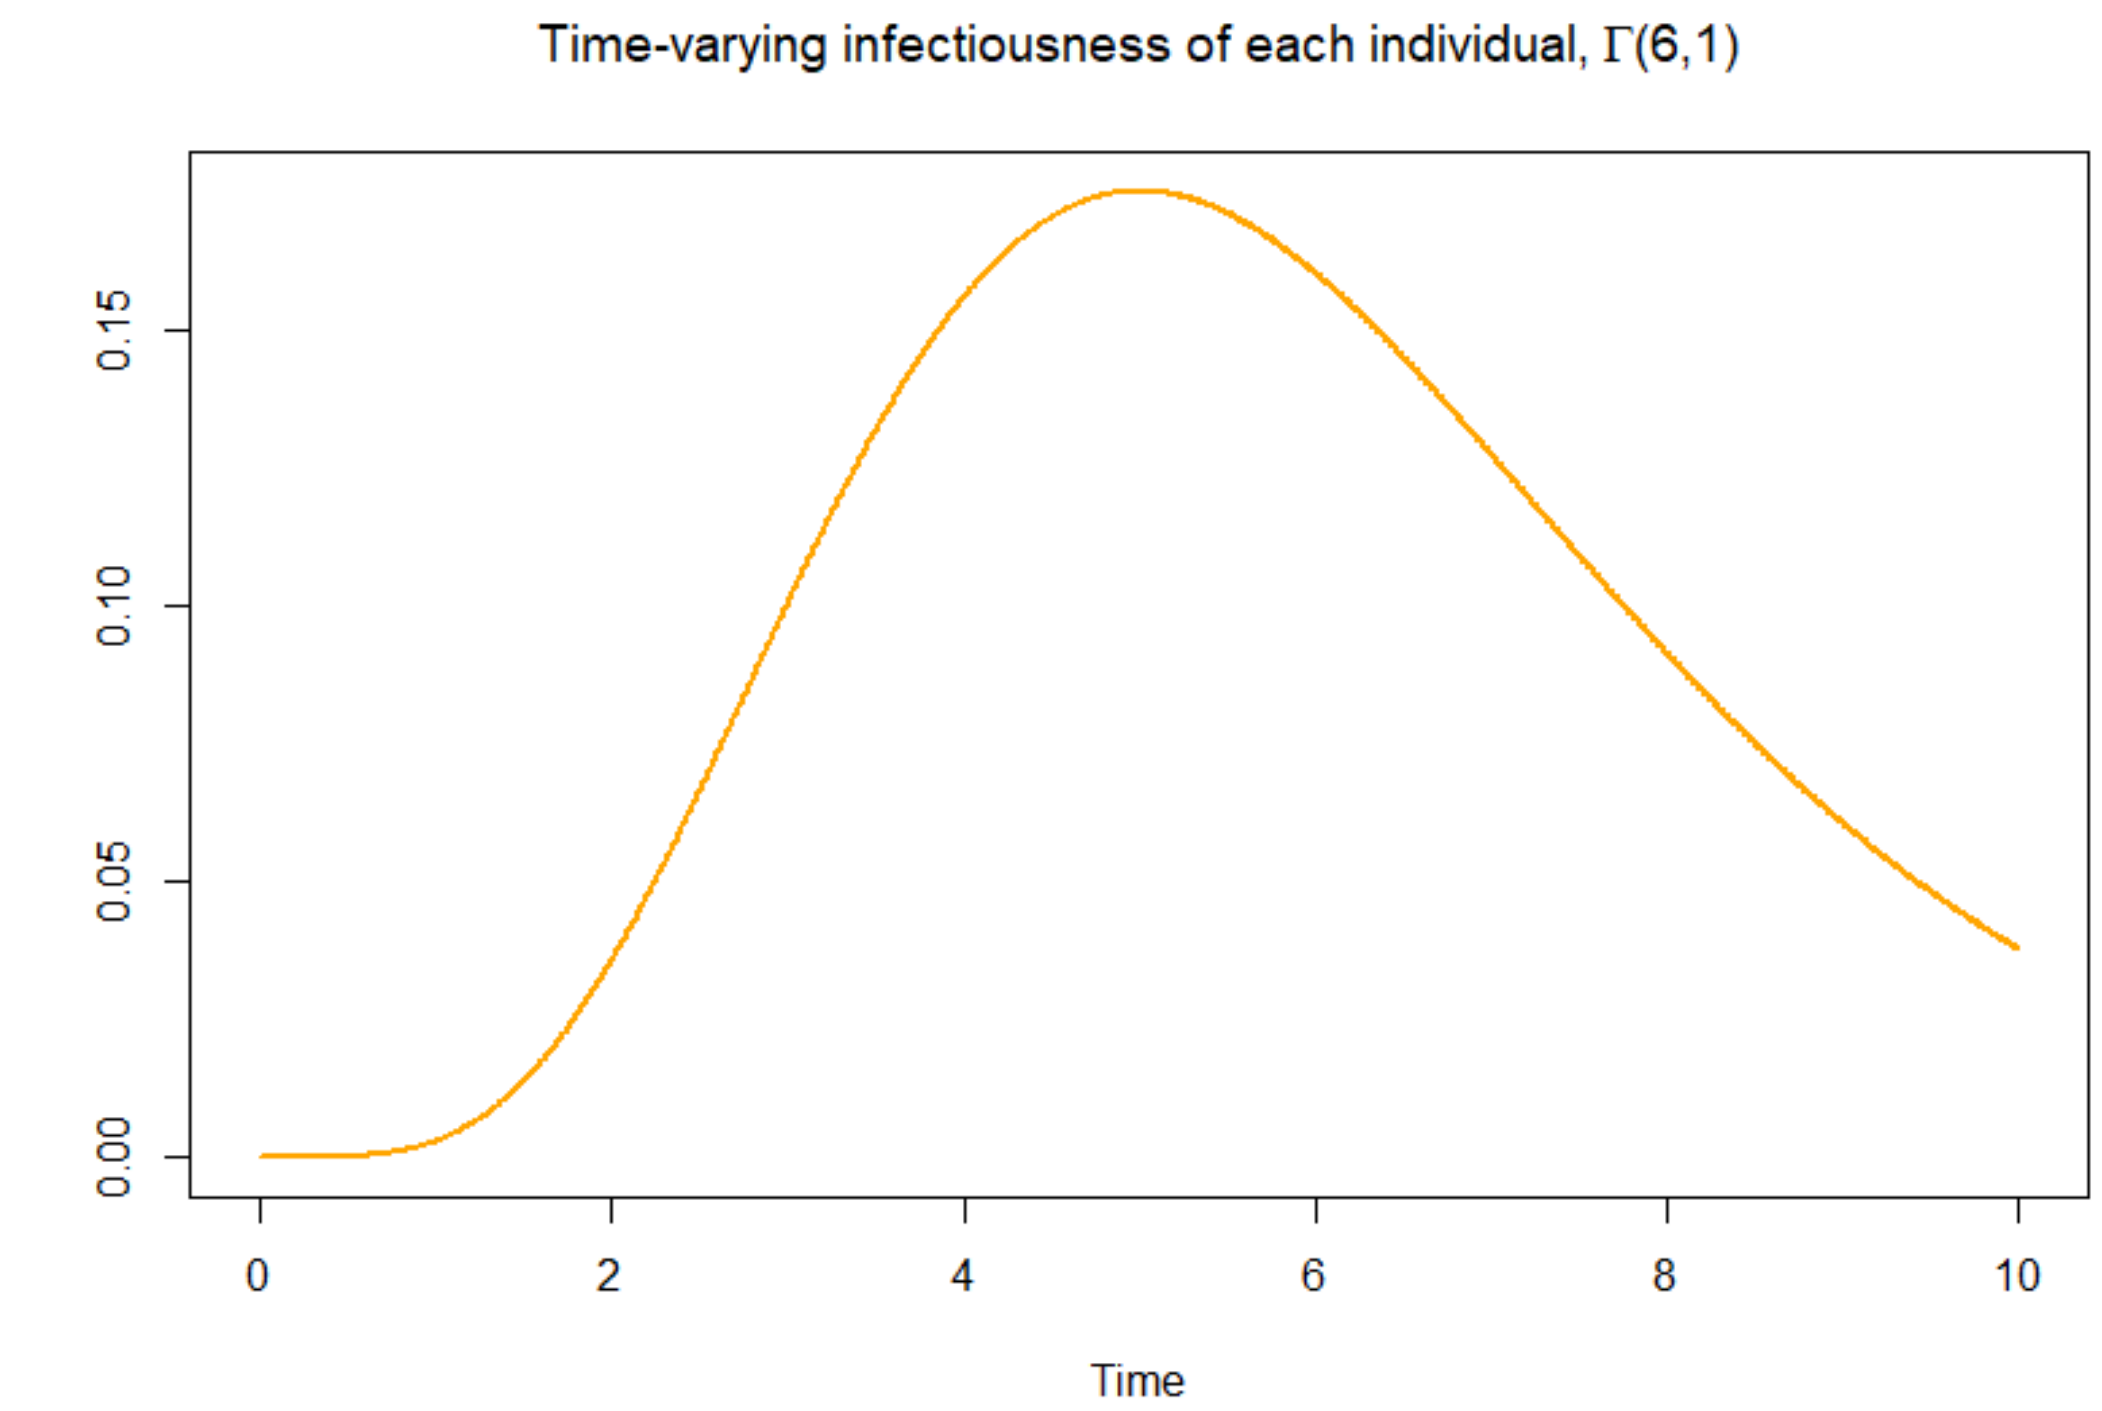 Time-varying infectiousness of each individual, Γ(6,1)
0.15
0.10
0.05
0.00
0 2 4 6 8 10
Time